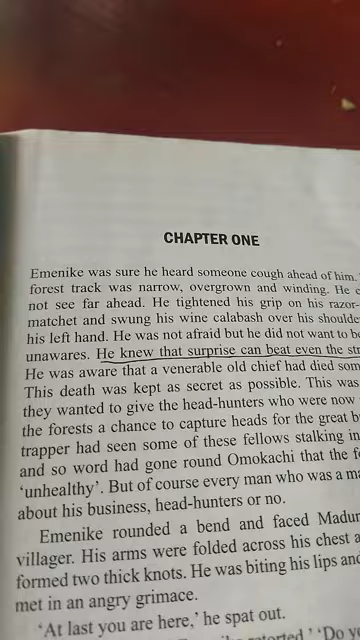 CHAPTER ONE
Emenike was sure he heard someone cough ahead of him.
forest track was narrow, overgrown and winding. He
not see far ahead. He tightened his grip on his razor-
matchet and swung his wine calabash over his
his left hand. He was not afraid but he did not want to
unawares. He knew that surprise can beat even the
He was aware that a venerable old chief had died
This death was kept as secret as possible. This was
they wanted to give the head-hunters who were now
the forests a chance to capture heads for the great
trapper had seen some of these fellows stalking in
and so word had gone round Omokachi that the
‘unhealthy’. But of course every man who was a
about his business, head-hunters or no.
Emenike rounded a bend and faced
villager. His arms were folded across his chest
formed two thick knots. He was biting his lips and
met in an angry grimace.
‘At last you are here,’ he spat out.